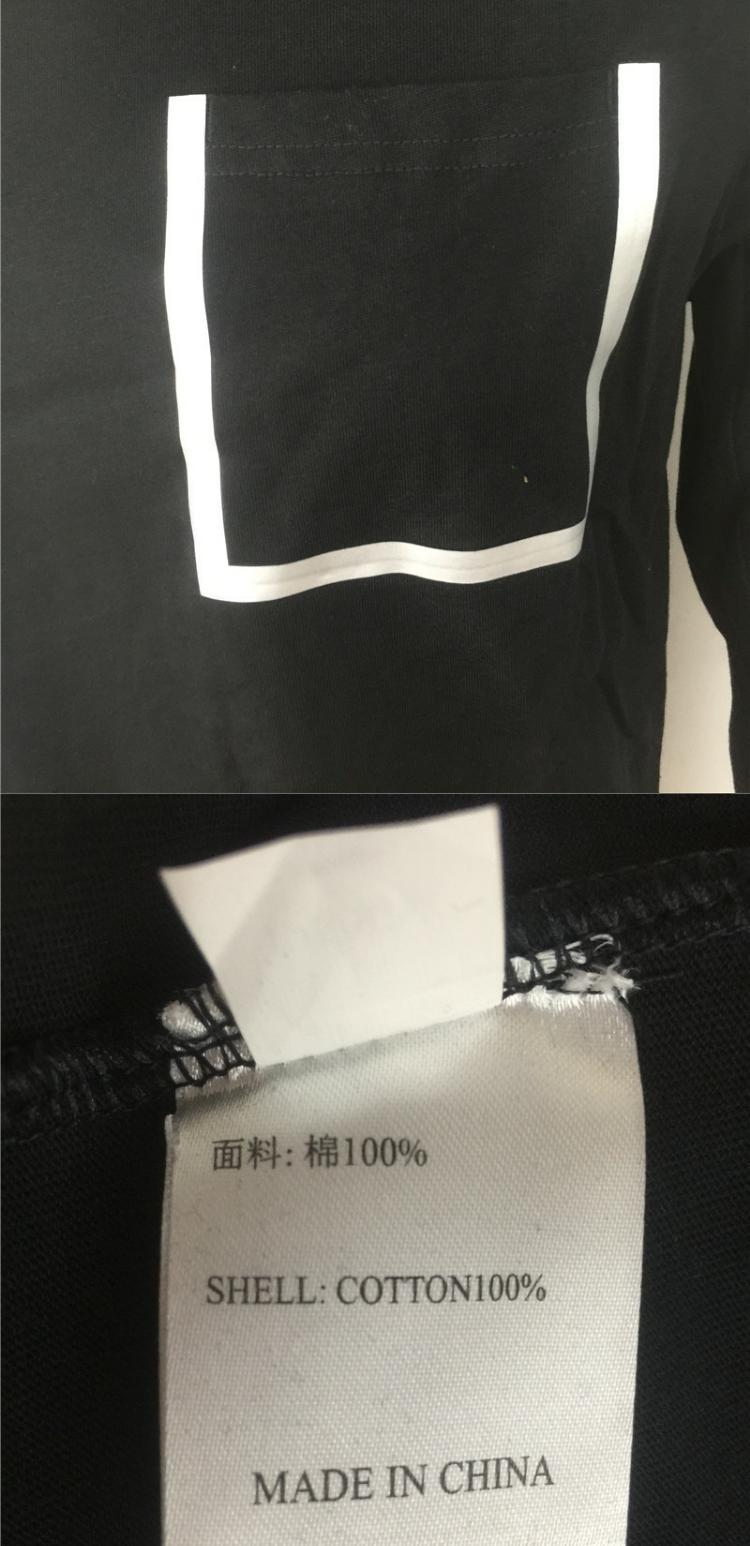 面料: 棉100%
SHELL: COTTON100%
MADE IN CHINA